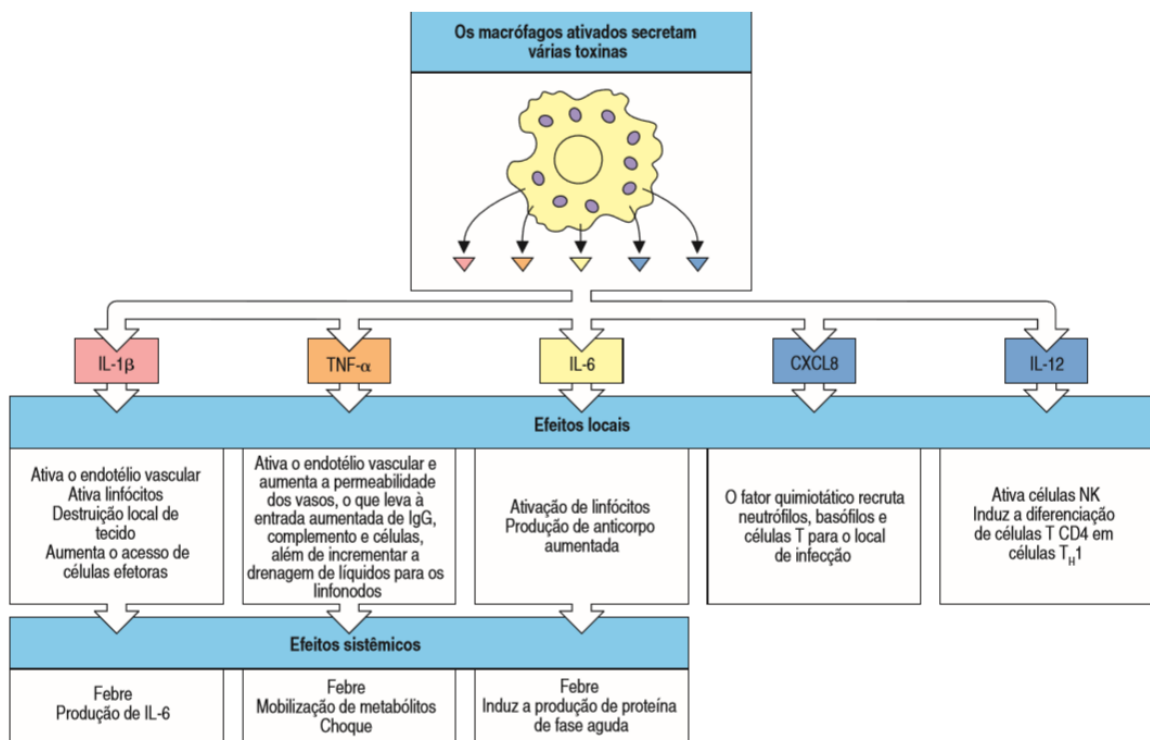 Os macrófagos ativados secretam
várias toxinas
IL-1β
TNF-α
IL-6
CXCL8
IL-12
Efeitos locais
Ativa o endotélio vascular
Ativa linfócitos
Destruição local de
tecido
Aumenta o acesso de
células efetoras
Ativa o endotélio vascular e
aumenta a permeabilidade
dos vasos, o que leva à
entrada aumentada de IgG,
complemento e células,
além de incrementar a
drenagem de líquidos para os
linfonodos
Ativação de linfócitos
Produção de anticorpo
aumentada
O fator quimiotático recruta
neutrófilos, basófilos e
células T para o local
de infecção
Ativa células NK
Induz a diferenciação
de células T CD4 em
células TH1
Efeitos sistêmicos
Febre
Produção de IL-6
Febre
Mobilização de metabólitos
Choque
Febre
Induz a produção de proteína
de fase aguda